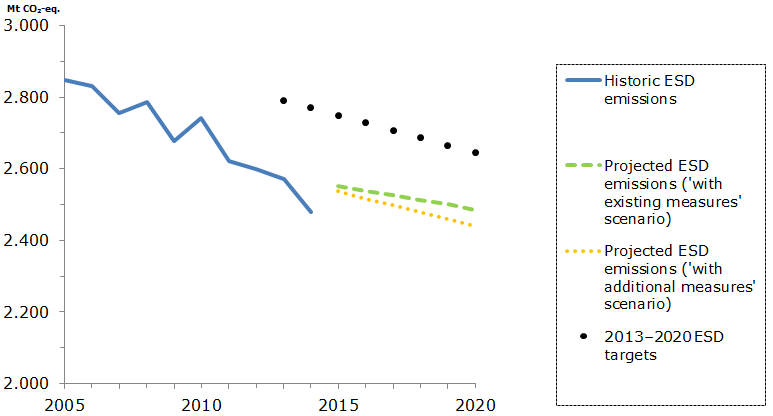 Mt CO₂-eq.
3.000
2.800
2.600
2.400
2.200
2.000
2005
2010
2015
2020
Historic ESD
emissions
Projected ESD
emissions ('with
existing measures'
scenario)
Projected ESD
emissions ('with
additional measures'
scenario)
2013–2020 ESD
targets